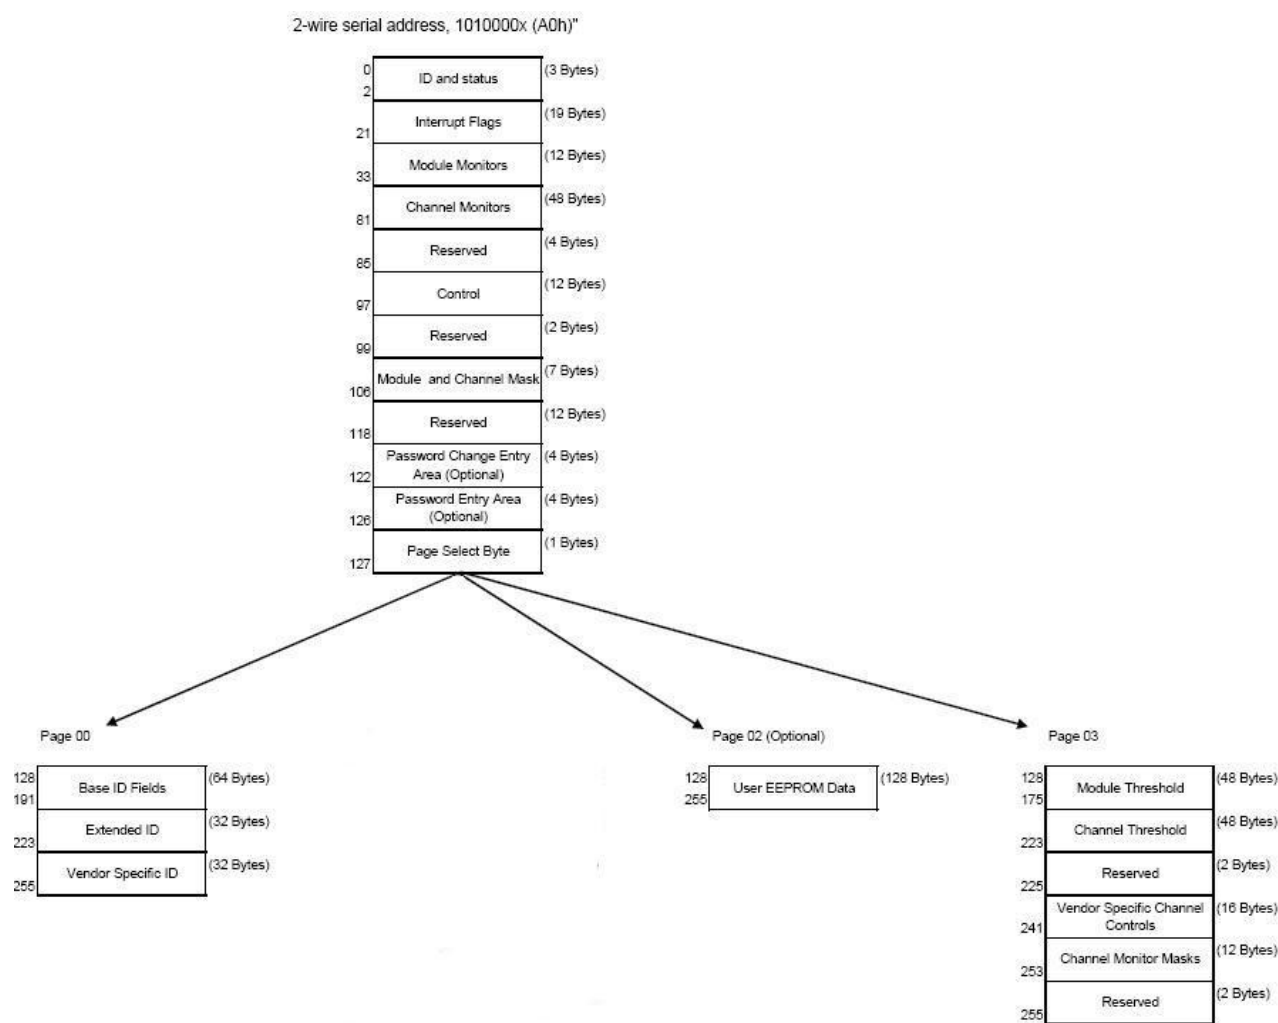 2-wire serial address, 1010000x (A0h)"
0
2
ID and status
(3 Bytes)
21
Interrupt Flags
(19 Bytes)
33
Module Monitors
(12 Bytes)
81
Channel Monitors
(48 Bytes)
85
Reserved
(4 Bytes)
97
Control
(12 Bytes)
99
Reserved
(2 Bytes)
106
Module and Channel Mask
(7 Bytes)
118
Reserved
(12 Bytes)
122
Password Change Entry
Area (Optional)
(4 Bytes)
126
Password Entry Area
(Optional)
(4 Bytes)
127
Page Select Byte
(1 Bytes)
Page 00
128
191
Base ID Fields
(64 Bytes)
223
Extended ID
(32 Bytes)
255
Vendor Specific ID
(32 Bytes)
Page 02 (Optional)
128
255
User EEPROM Data
(128 Bytes)
Page 03
128
175
Module Threshold
(48 Bytes)
223
Channel Threshold
(48 Bytes)
225
Reserved
(2 Bytes)
241
Vendor Specific Channel
Controls
(16 Bytes)
253
Channel Monitor Masks
(12 Bytes)
255
Reserved
(2 Bytes)